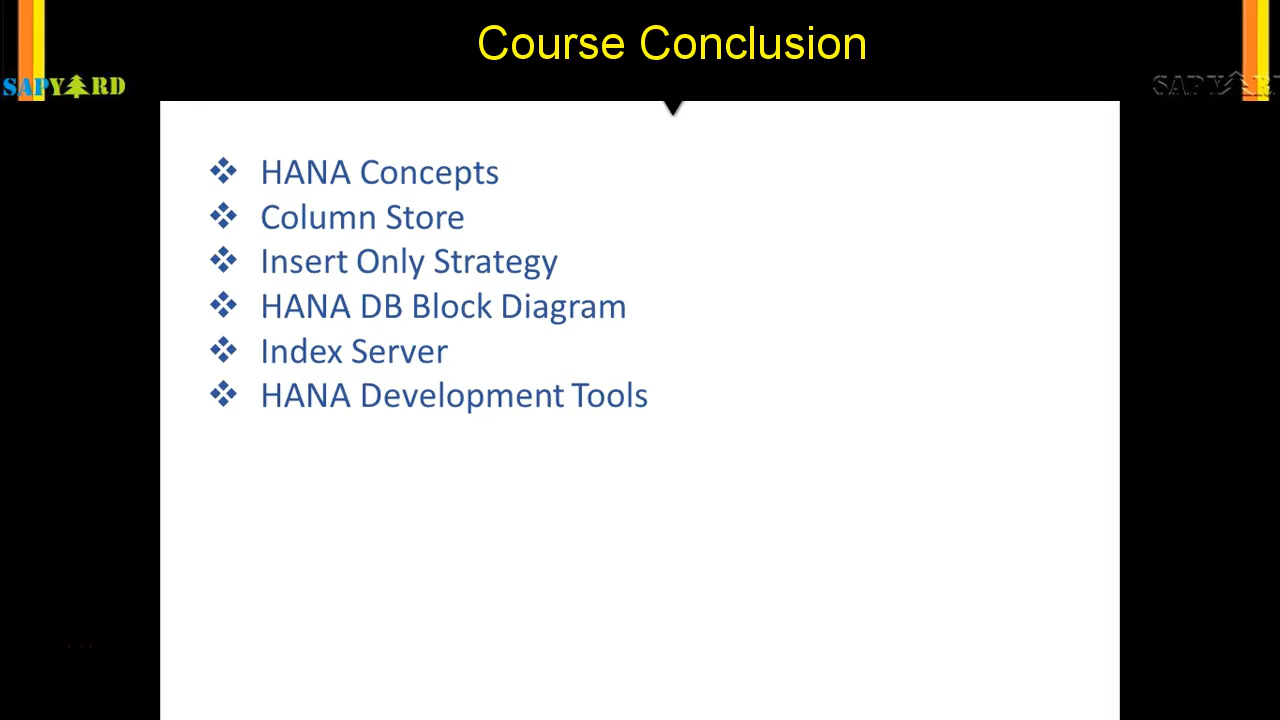 Course Conclusion
SAPYARD
SAPYARD
HANA Concepts
Column Store
Insert Only Strategy
HANA DB Block Diagram
Index Server
HANA Development Tools